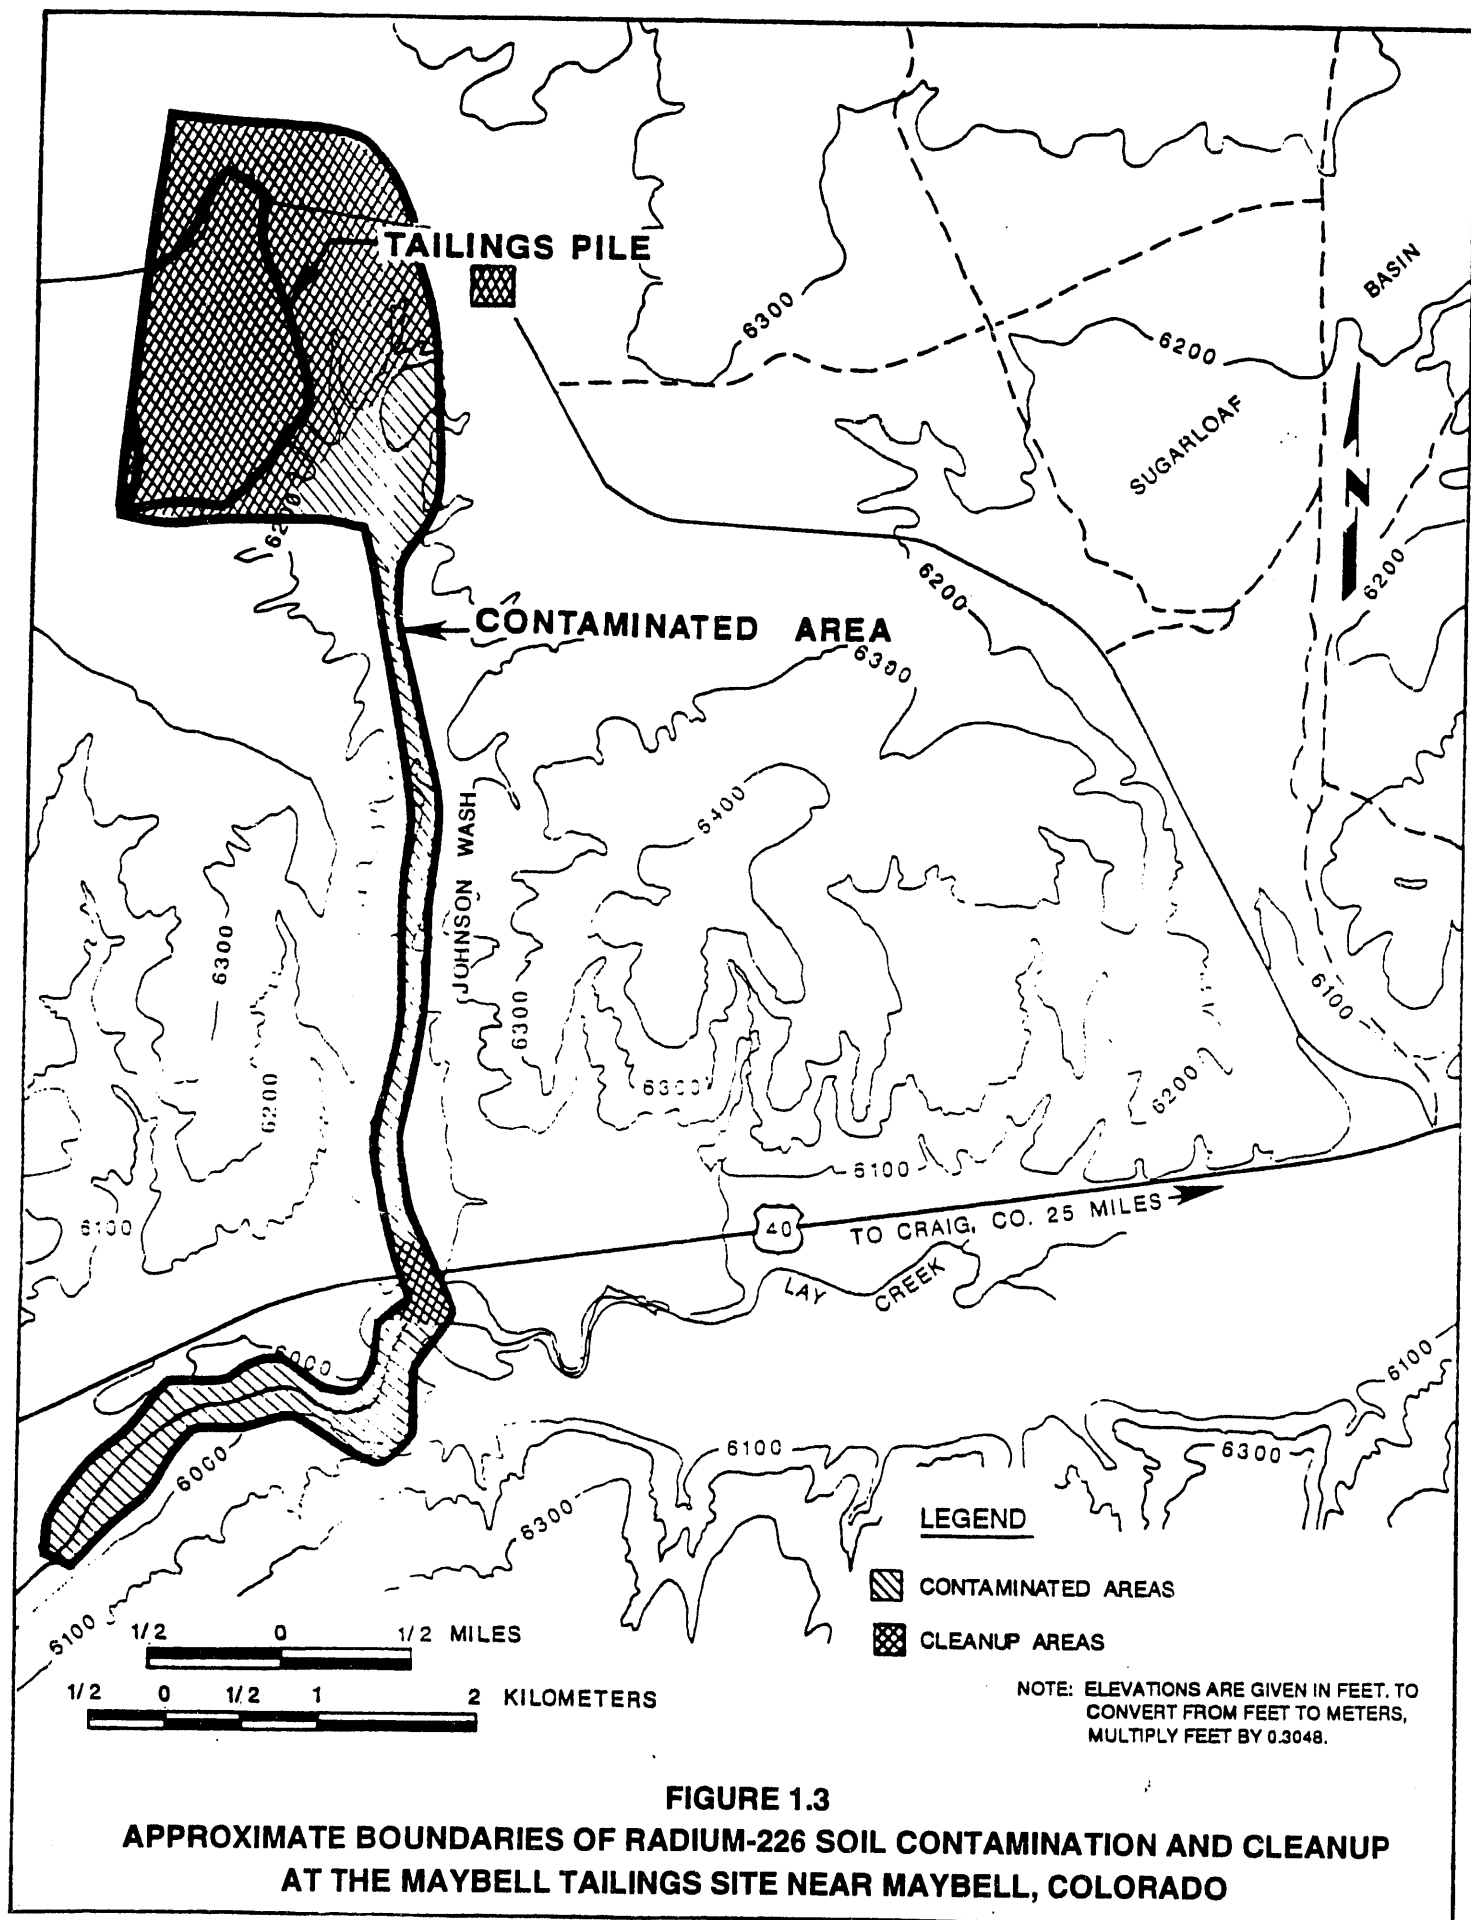 TAILINGS PILE
BASIN
6300
6200
SUGARLOAF
N
6200
6200
6200
CONTAMINATED AREA
6300
6400
JOHNSON WASH
6300
6300
6100
6200
6300
6200
6100
6100
40
TO CRAIG, CO. 25 MILES
LAY CREEK
6000
6100
6000
6100
6300
6300
LEGEND
CONTAMINATED AREAS
CLEANUP AREAS
6100
1/2 0 1/2 MILES
1/2 0 1/2 1 2 KILOMETERS
NOTE: ELEVATIONS ARE GIVEN IN FEET. TO
CONVERT FROM FEET TO METERS,
MULTIPLY FEET BY 0.3048.
FIGURE 1.3
APPROXIMATE BOUNDARIES OF RADIUM-226 SOIL CONTAMINATION AND CLEANUP
AT THE MAYBELL TAILINGS SITE NEAR MAYBELL, COLORADO